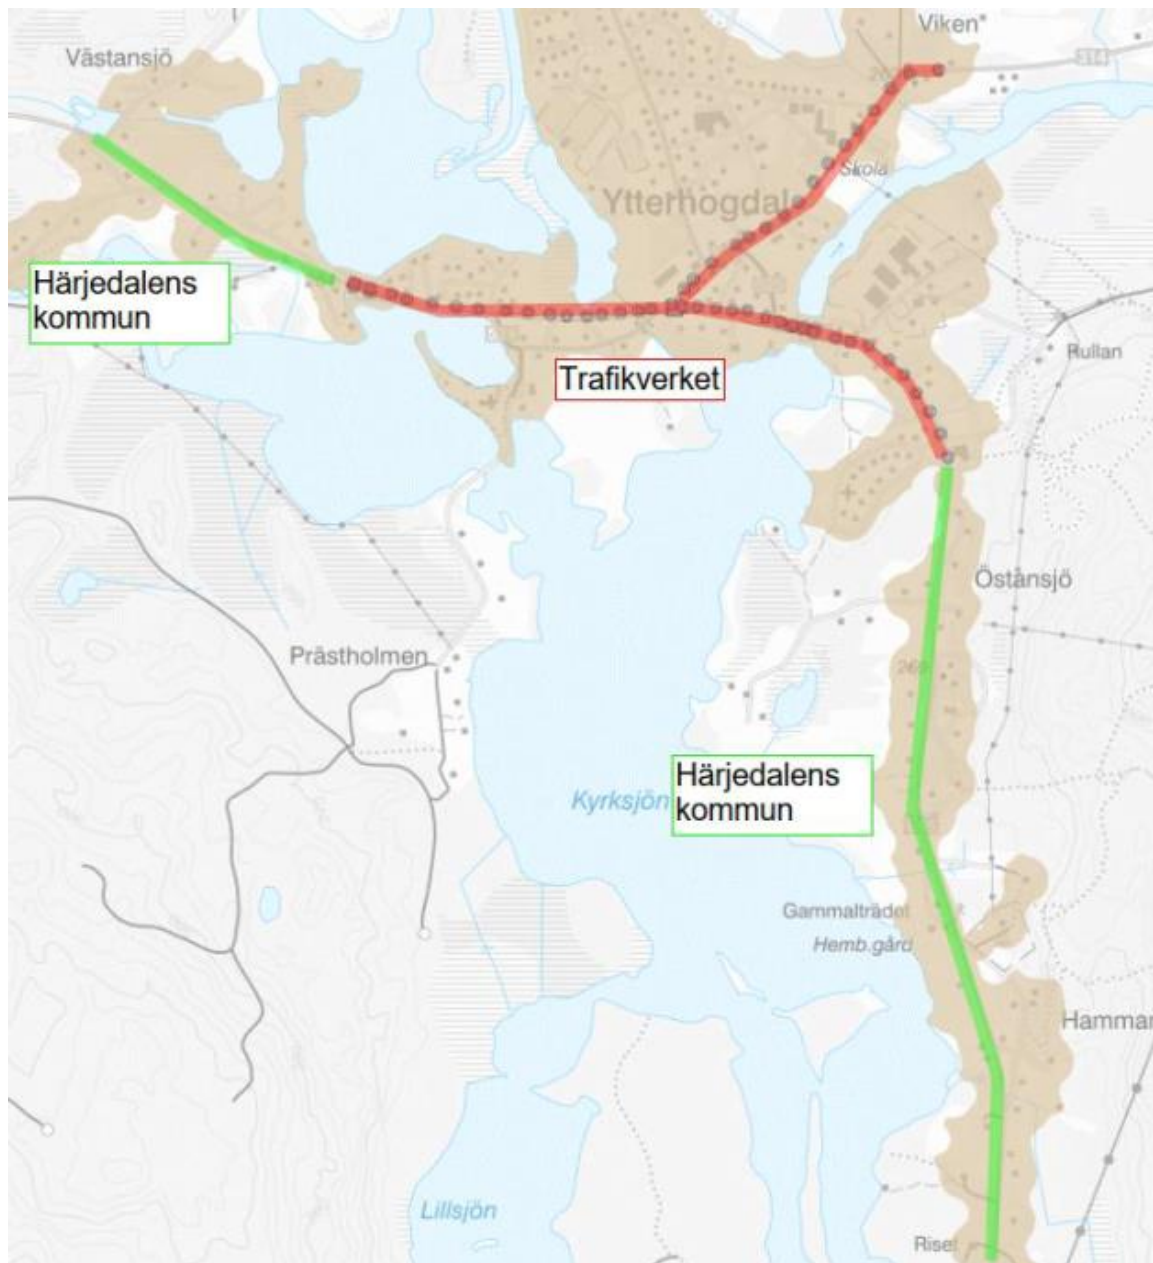 Viken
Västansjö
Skola
Ytterhogdal
Härjedalens
kommun
Rullan
Trafikverket
Östansjö
Prästholmen
Härjedalens
kommun
Kyrksjön
Gammalträdet
Hemb.gård
Hammar
Lillsjön
Riset